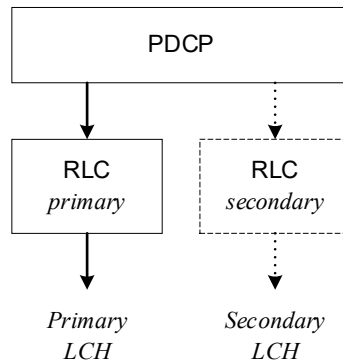 PDCP
RLC
primary
RLC
secondary
Primary
LCH
Secondary
LCH